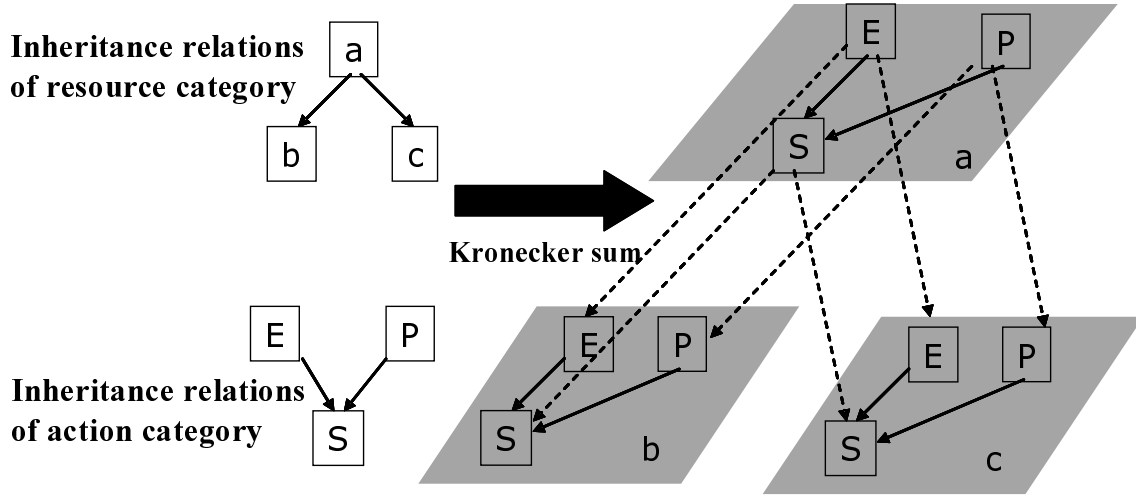 Inheritance relations
of resource category
a
b
c
Kronecker sum
E
P
S
a
E
P
Inheritance relations
of action category
S
E
P
S
b
E
P
S
c